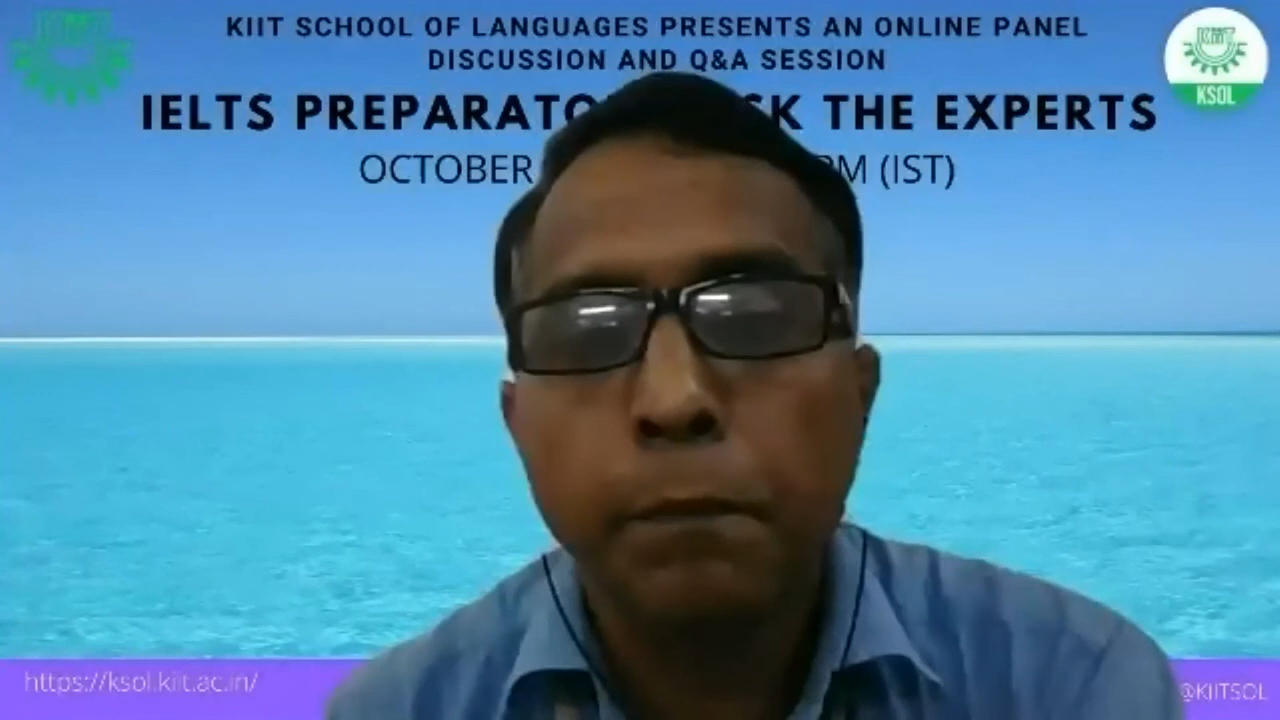 KIIT SCHOOL OF LANGUAGES PRESENTS AN ONLINE PANEL
DISCUSSION AND Q&A SESSION
IELTS THE EXPERTS
OCTOBER (IST)
KIIT
KSOL
https://ksol.kiit.ac.in/
@KIITSOL